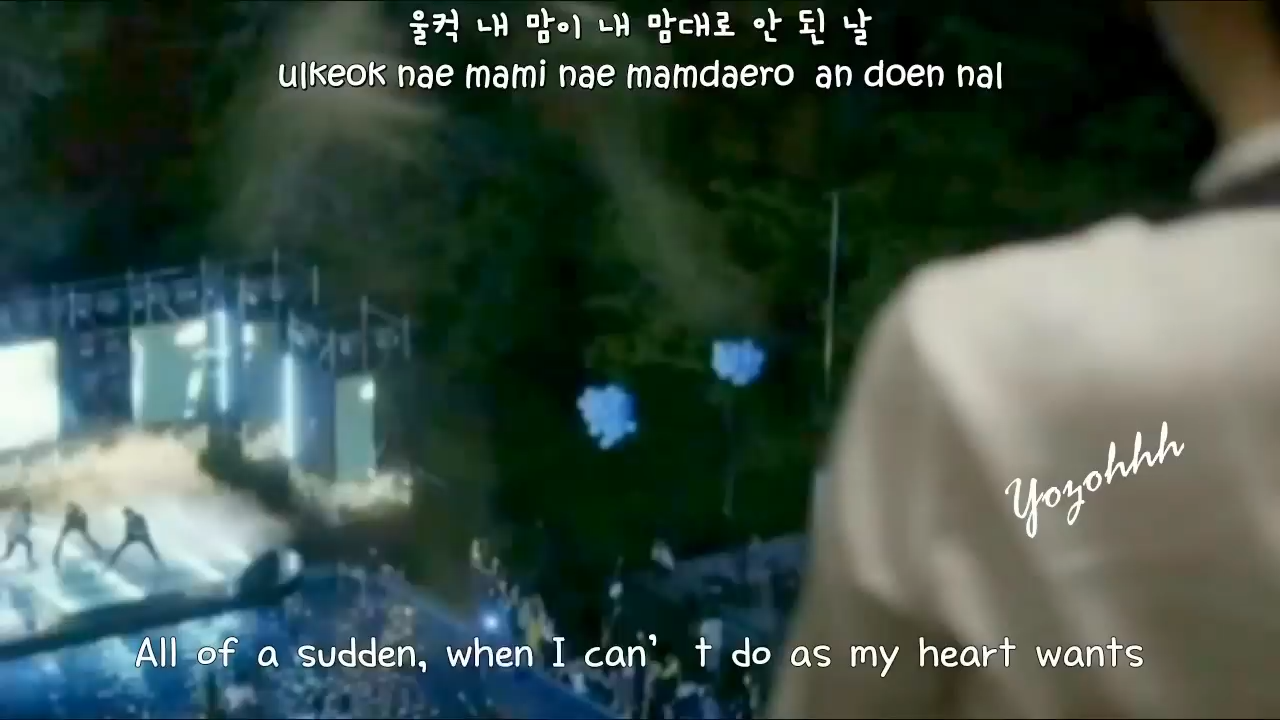 울컥 내 맘이 내 맘대로 안 된 날
ulkeok nae mami nae mamdaero an doen nal
Yozohhh
All of a sudden, when I can't do as my heart wants